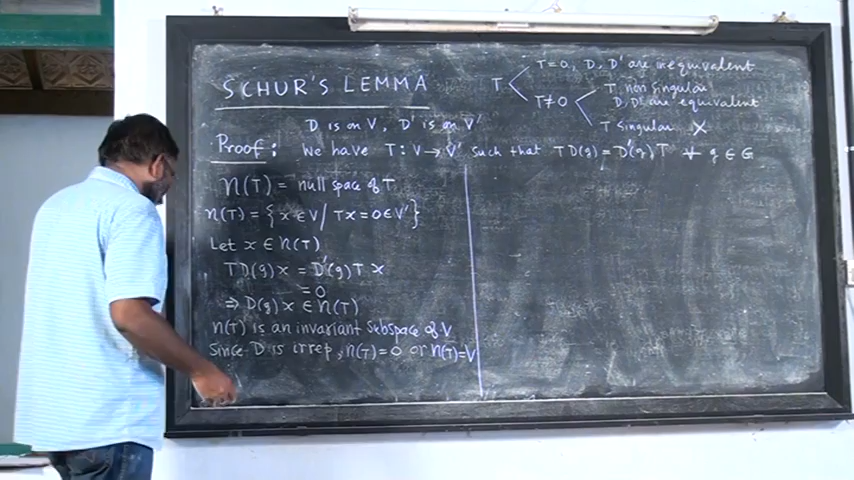 SCHUR'S LEMMA
T T=0, D, D' are inequivalent
T≠0 T, non singular
D, D' are equivalent
T singular X
D is on V, D' is on V'
Proof: We have T: V→V' such that T D(g) = D'(g) T ∀ g ∈ G
n(T) = null space of T
n(T) = {x ∈ V / Tx = 0 ∈ V'}
Let x ∈ n(T)
T D(g) x = D'(g) T x
= 0
⇒ D(g) x ∈ n(T)
n(T) is an invariant Subspace of V
Since D is irrep, n(T) = 0 or n(T) = V